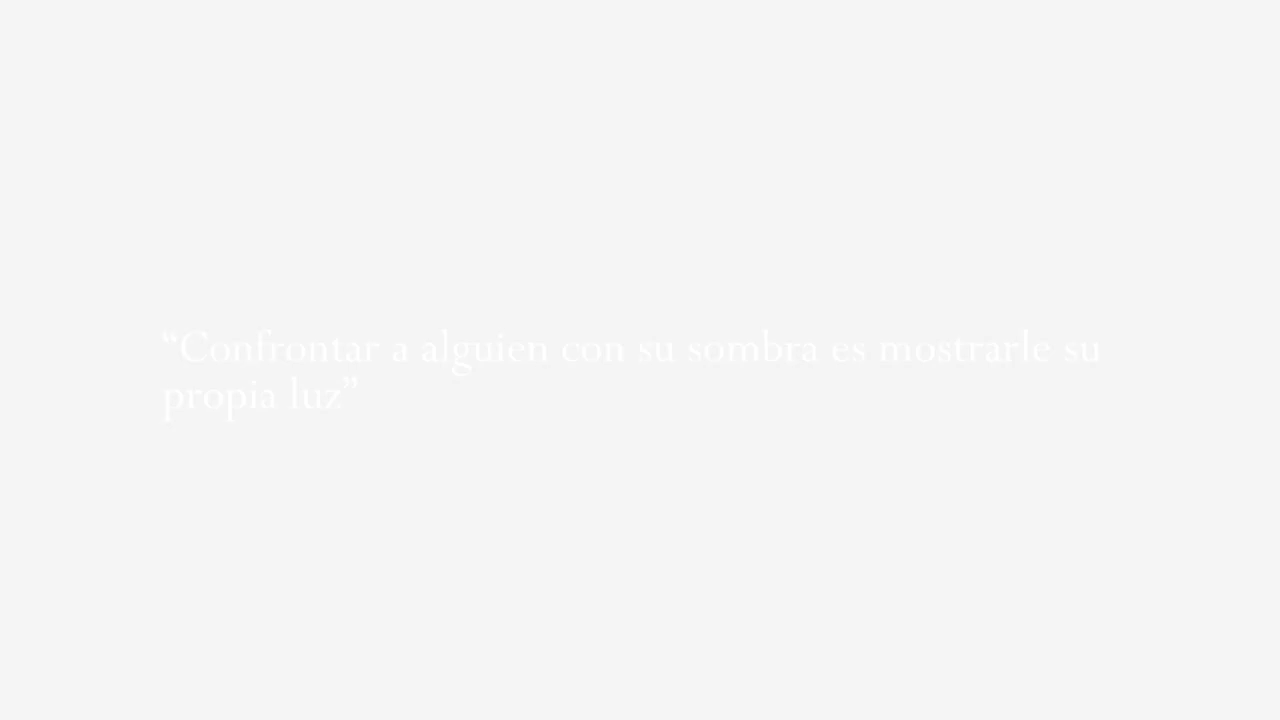 “Confrontar a alguien con su sombra es mostrarle su
propia luz”